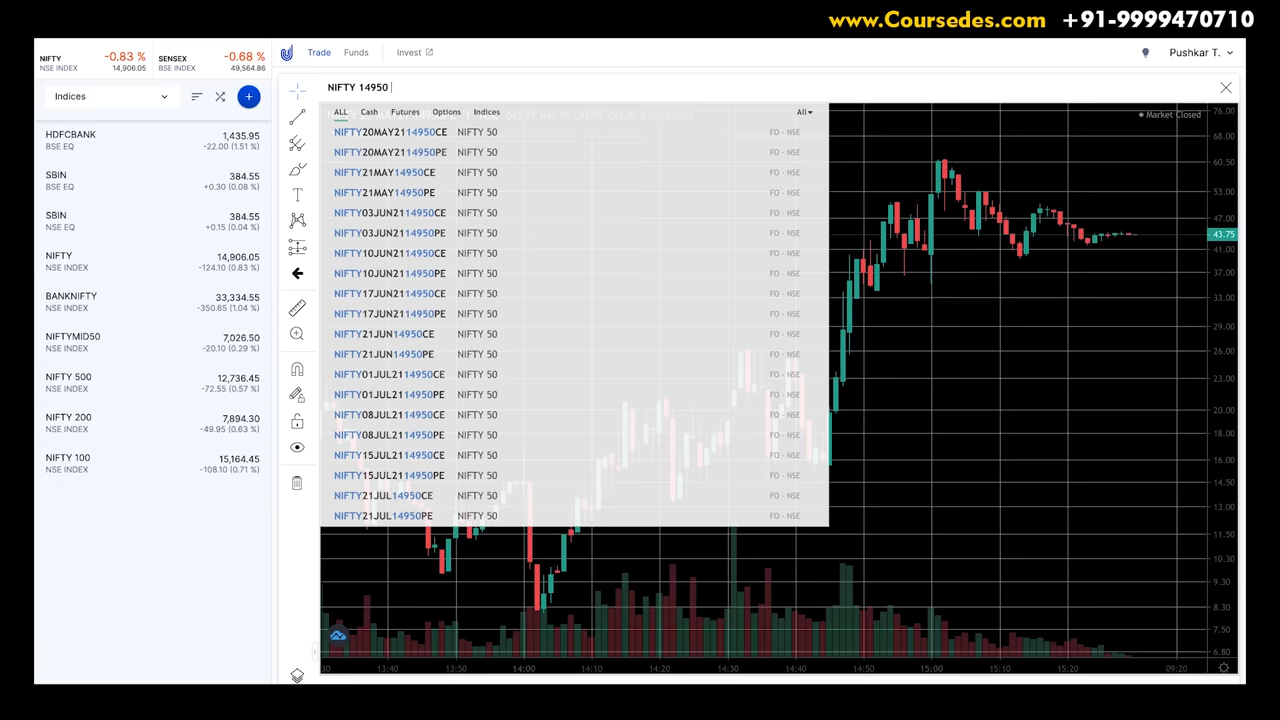 www.Coursedes.com +91-9999470710
NIFTY -0.83 %
NSE INDEX 14,906.05
SENSEX -0.68 %
BSE INDEX 49,564.86
Trade Funds Invest
Pushkar T.
Indices
NIFTY 14950
HDFCBANK 1,435.95
BSE EQ -22.00 (1.51 %)
SBIN 384.55
BSE EQ +0.30 (0.08 %)
SBIN 384.55
NSE EQ +0.15 (0.04 %)
NIFTY 14,906.05
NSE INDEX -124.10 (0.83 %)
BANKNIFTY 33,334.55
NSE INDEX -350.65 (1.04 %)
NIFTYMID50 7,026.50
NSE INDEX -20.10 (0.29 %)
NIFTY 500 12,736.45
NSE INDEX -72.55 (0.57 %)
NIFTY 200 7,894.30
NSE INDEX -49.95 (0.63 %)
NIFTY 100 15,164.45
NSE INDEX -108.10 (0.71 %)
ALL Cash Futures Options Indices All
NIFTY20MAY2114950CE NIFTY 50 FO - NSE
NIFTY20MAY2114950PE NIFTY 50 FO - NSE
NIFTY21MAY14950CE NIFTY 50 FO - NSE
NIFTY21MAY14950PE NIFTY 50 FO - NSE
NIFTY03JUN2114950CE NIFTY 50 FO - NSE
NIFTY03JUN2114950PE NIFTY 50 FO - NSE
NIFTY10JUN2114950CE NIFTY 50 FO - NSE
NIFTY10JUN2114950PE NIFTY 50 FO - NSE
NIFTY17JUN2114950CE NIFTY 50 FO - NSE
NIFTY17JUN2114950PE NIFTY 50 FO - NSE
NIFTY21JUN14950CE NIFTY 50 FO - NSE
NIFTY21JUN14950PE NIFTY 50 FO - NSE
NIFTY01JUL2114950CE NIFTY 50 FO - NSE
NIFTY01JUL2114950PE NIFTY 50 FO - NSE
NIFTY08JUL2114950CE NIFTY 50 FO - NSE
NIFTY08JUL2114950PE NIFTY 50 FO - NSE
NIFTY15JUL2114950CE NIFTY 50 FO - NSE
NIFTY15JUL2114950PE NIFTY 50 FO - NSE
NIFTY21JUL14950CE NIFTY 50 FO - NSE
NIFTY21JUL14950PE NIFTY 50 FO - NSE
Market Closed
76.00
68.00
60.50
53.00
47.00
43.75
41.00
37.00
33.00
29.00
26.00
23.00
20.00
18.00
16.00
14.50
13.00
11.50
10.30
9.30
8.30
7.50
6.80
30 13:40 13:50 14:00 14:10 14:20 14:30 14:40 14:50 15:00 15:10 15:20 09:20